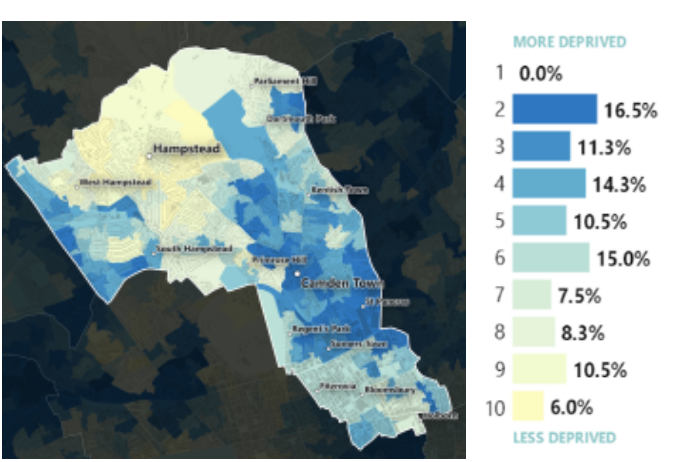 MORE DEPRIVED
1 0.0%
2 16.5%
3 11.3%
4 14.3%
5 10.5%
6 15.0%
7 7.5%
8 8.3%
9 10.5%
10 6.0%
LESS DEPRIVED
Parliament Hill
Dartmouth Park
Hampstead
West Hampstead
Kentish Town
South Hampstead
Primrose Hill
Camden Town
St Pancras
Regent's Park
Somers Town
Fitzrovia
Bloomsbury
Holborn